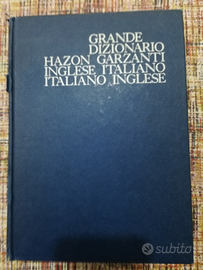 GRANDE
DIZIONARIO
HAZON GARZANTI
INGLESE ITALIANO
ITALIANO INGLESE
subito